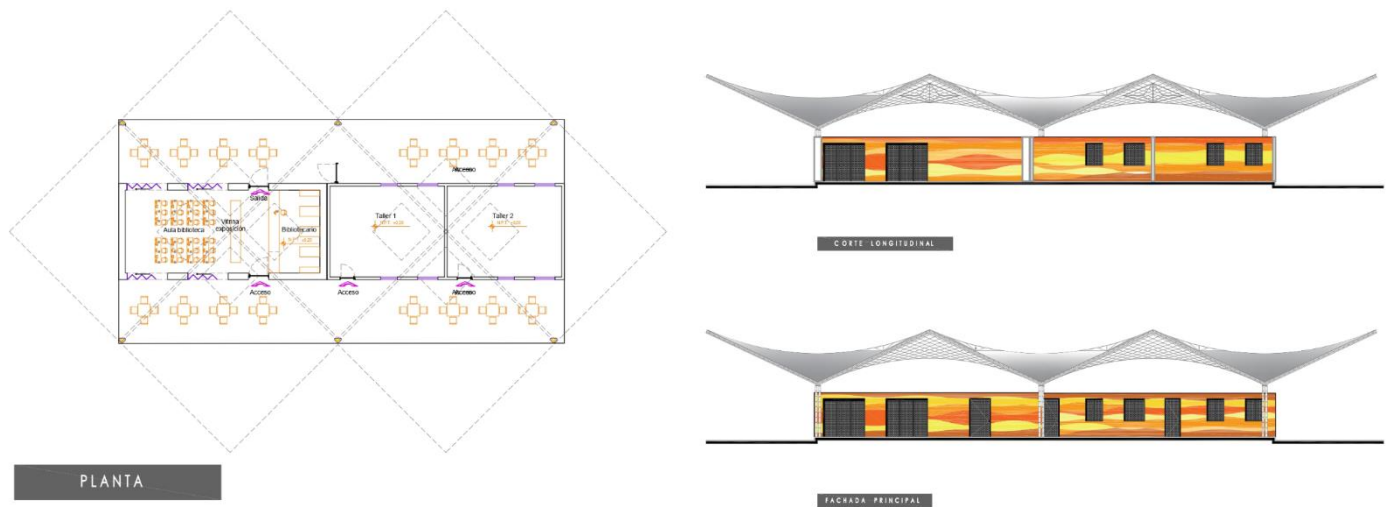 Acceso
Salida
Aula biblioteca
Vitrina
exposición
Bibliotecario
Taller 1
Taller 2
Acceso
Acceso
Acceso
PLANTA
CORTE LONGITUDINAL
FACHADA PRINCIPAL